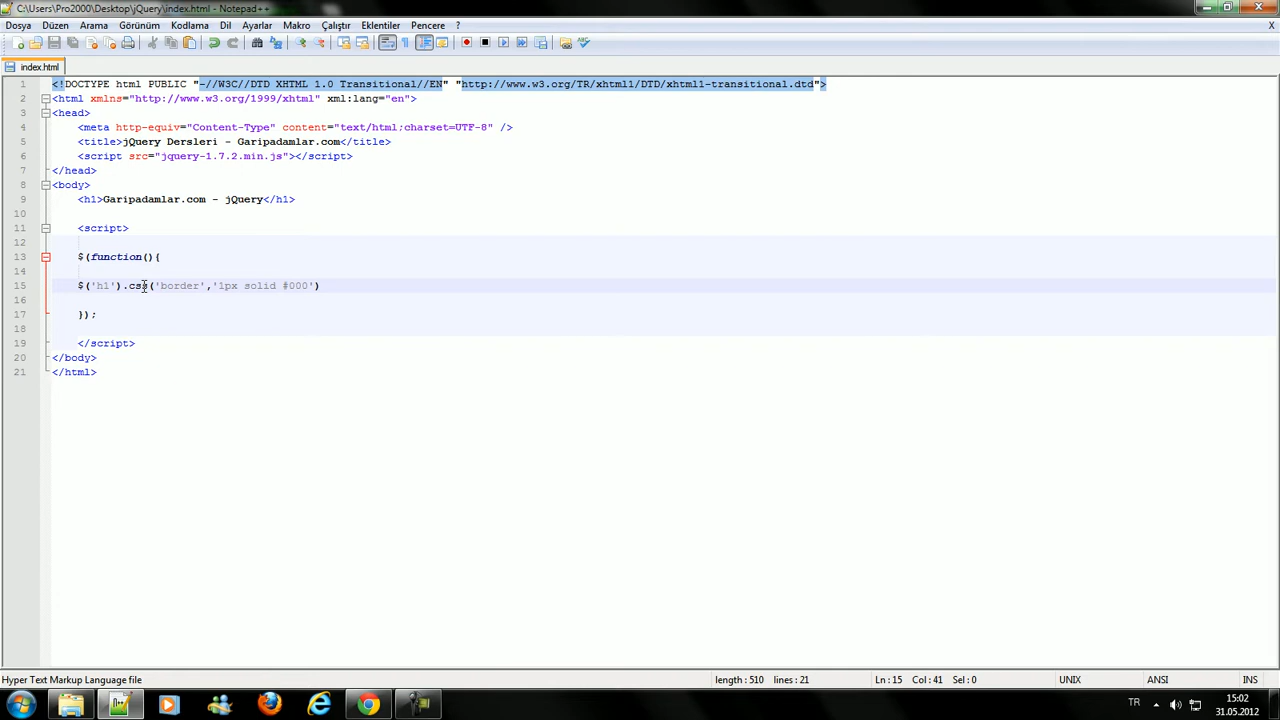 C:\Users\Pro2000\Desktop\jQuery\index.html - Notepad++
Dosya Düzen Arama Görünüm Kodlama Dil Ayarlar Makro Çalıştır Eklentiler Pencere ? X
index.html
1 <!DOCTYPE html PUBLIC "-//W3C//DTD XHTML 1.0 Transitional//EN" "http://www.w3.org/TR/xhtml1/DTD/xhtml1-transitional.dtd">
2 <html xmlns="http://www.w3.org/1999/xhtml" xml:lang="en">
3 <head>
4 <meta http-equiv="Content-Type" content="text/html;charset=UTF-8" />
5 <title>jQuery Dersleri - Garipadamlar.com</title>
6 <script src="jquery-1.7.2.min.js"></script>
7 </head>
8 <body>
9 <h1>Garipadamlar.com - jQuery</h1>
10
11 <script>
12
13 $(function(){
14
15 $('h1').css('border','1px solid #000')
16
17 });
18
19 </script>
20 </body>
21 </html>
Hyper Text Markup Language file length : 510 lines : 21 Ln : 15 Col : 41 Sel : 0 UNIX ANSI INS
TR 15:02
31.05.2012